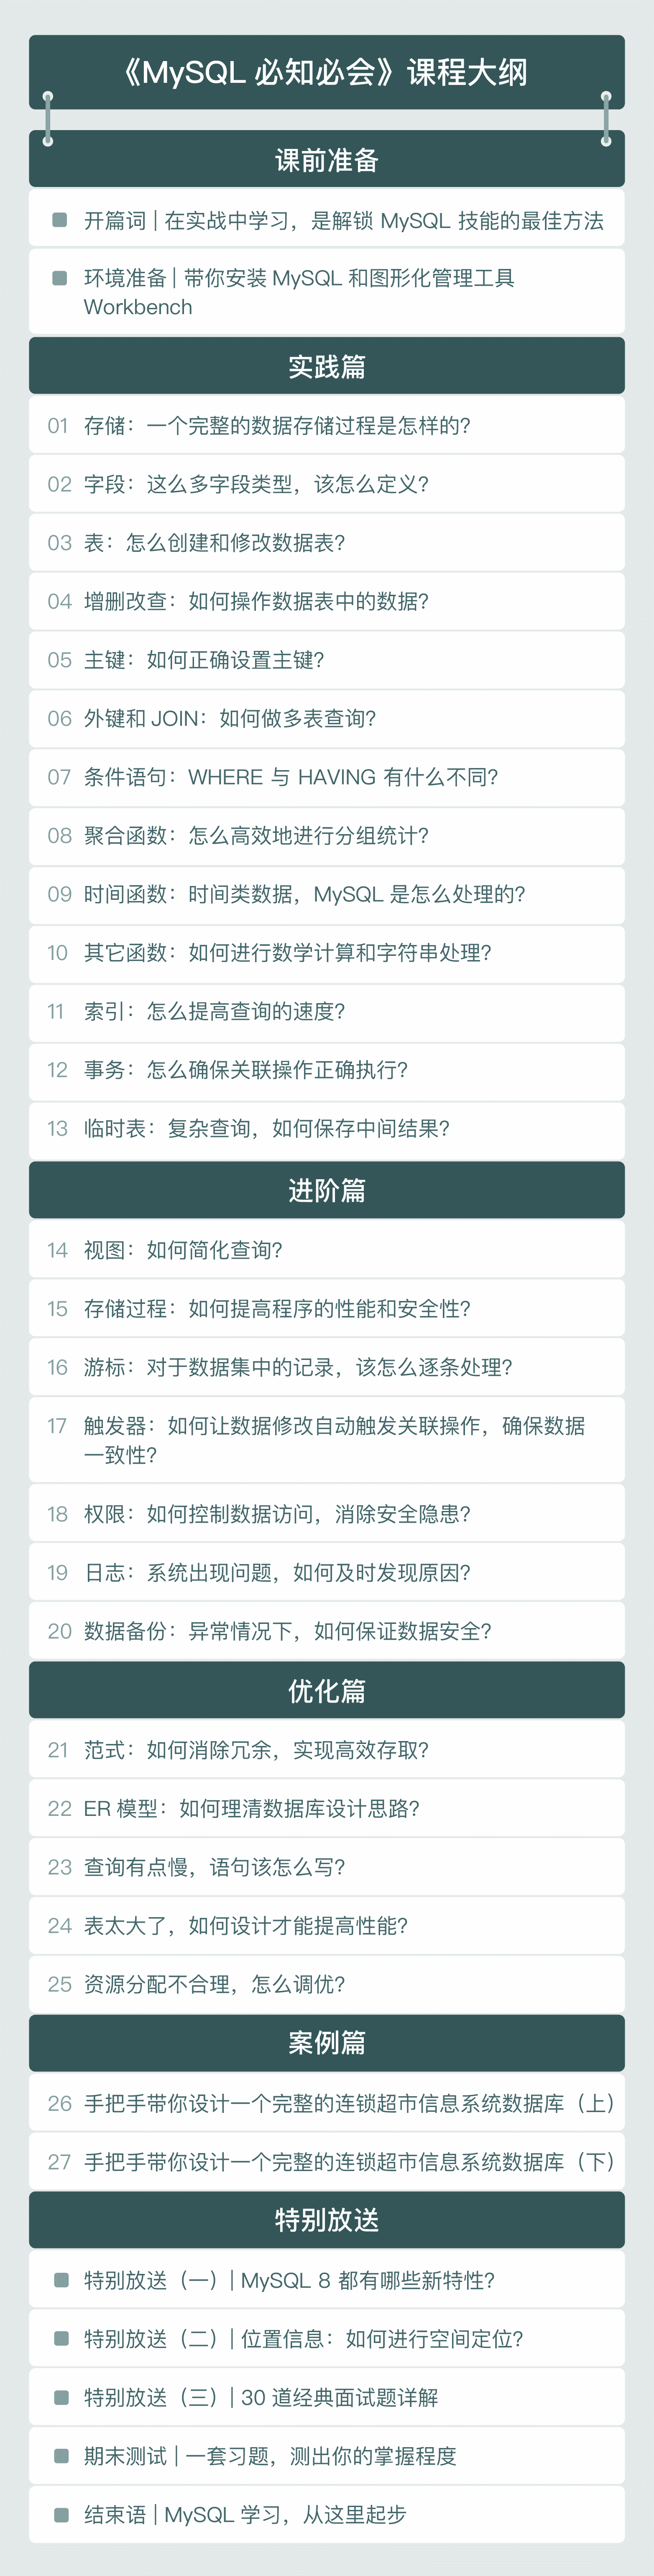 《MySQL 必知必会》课程大纲
课前准备
开篇词 | 在实战中学习，是解锁 MySQL 技能的最佳方法
环境准备 | 带你安装 MySQL 和图形化管理工具
Workbench
实践篇
01 存储：一个完整的数据存储过程是怎样的？
02 字段：这么多字段类型，该怎么定义？
03 表：怎么创建和修改数据表？
04 增删改查：如何操作数据表中的数据？
05 主键：如何正确设置主键？
06 外键和 JOIN：如何做多表查询？
07 条件语句：WHERE 与 HAVING 有什么不同？
08 聚合函数：怎么高效地进行分组统计？
09 时间函数：时间类数据，MySQL 是怎么处理的？
10 其它函数：如何进行数学计算和字符串处理？
11 索引：怎么提高查询的速度？
12 事务：怎么确保关联操作正确执行？
13 临时表：复杂查询，如何保存中间结果？
进阶篇
14 视图：如何简化查询？
15 存储过程：如何提高程序的性能和安全性？
16 游标：对于数据集中的记录，该怎么逐条处理？
17 触发器：如何让数据修改自动触发关联操作，确保数据
一致性？
18 权限：如何控制数据访问，消除安全隐患？
19 日志：系统出现问题，如何及时发现原因？
20 数据备份：异常情况下，如何保证数据安全？
优化篇
21 范式：如何消除冗余，实现高效存取？
22 ER 模型：如何理清数据库设计思路？
23 查询有点慢，语句该怎么写？
24 表太大了，如何设计才能提高性能？
25 资源分配不合理，怎么调优？
案例篇
26 手把手带你设计一个完整的连锁超市信息系统数据库（上）
27 手把手带你设计一个完整的连锁超市信息系统数据库（下）
特别放送
特别放送（一）| MySQL 8 都有哪些新特性？
特别放送（二）| 位置信息：如何进行空间定位？
特别放送（三）| 30 道经典面试题详解
期末测试 | 一套习题，测出你的掌握程度
结束语 | MySQL 学习，从这里起步